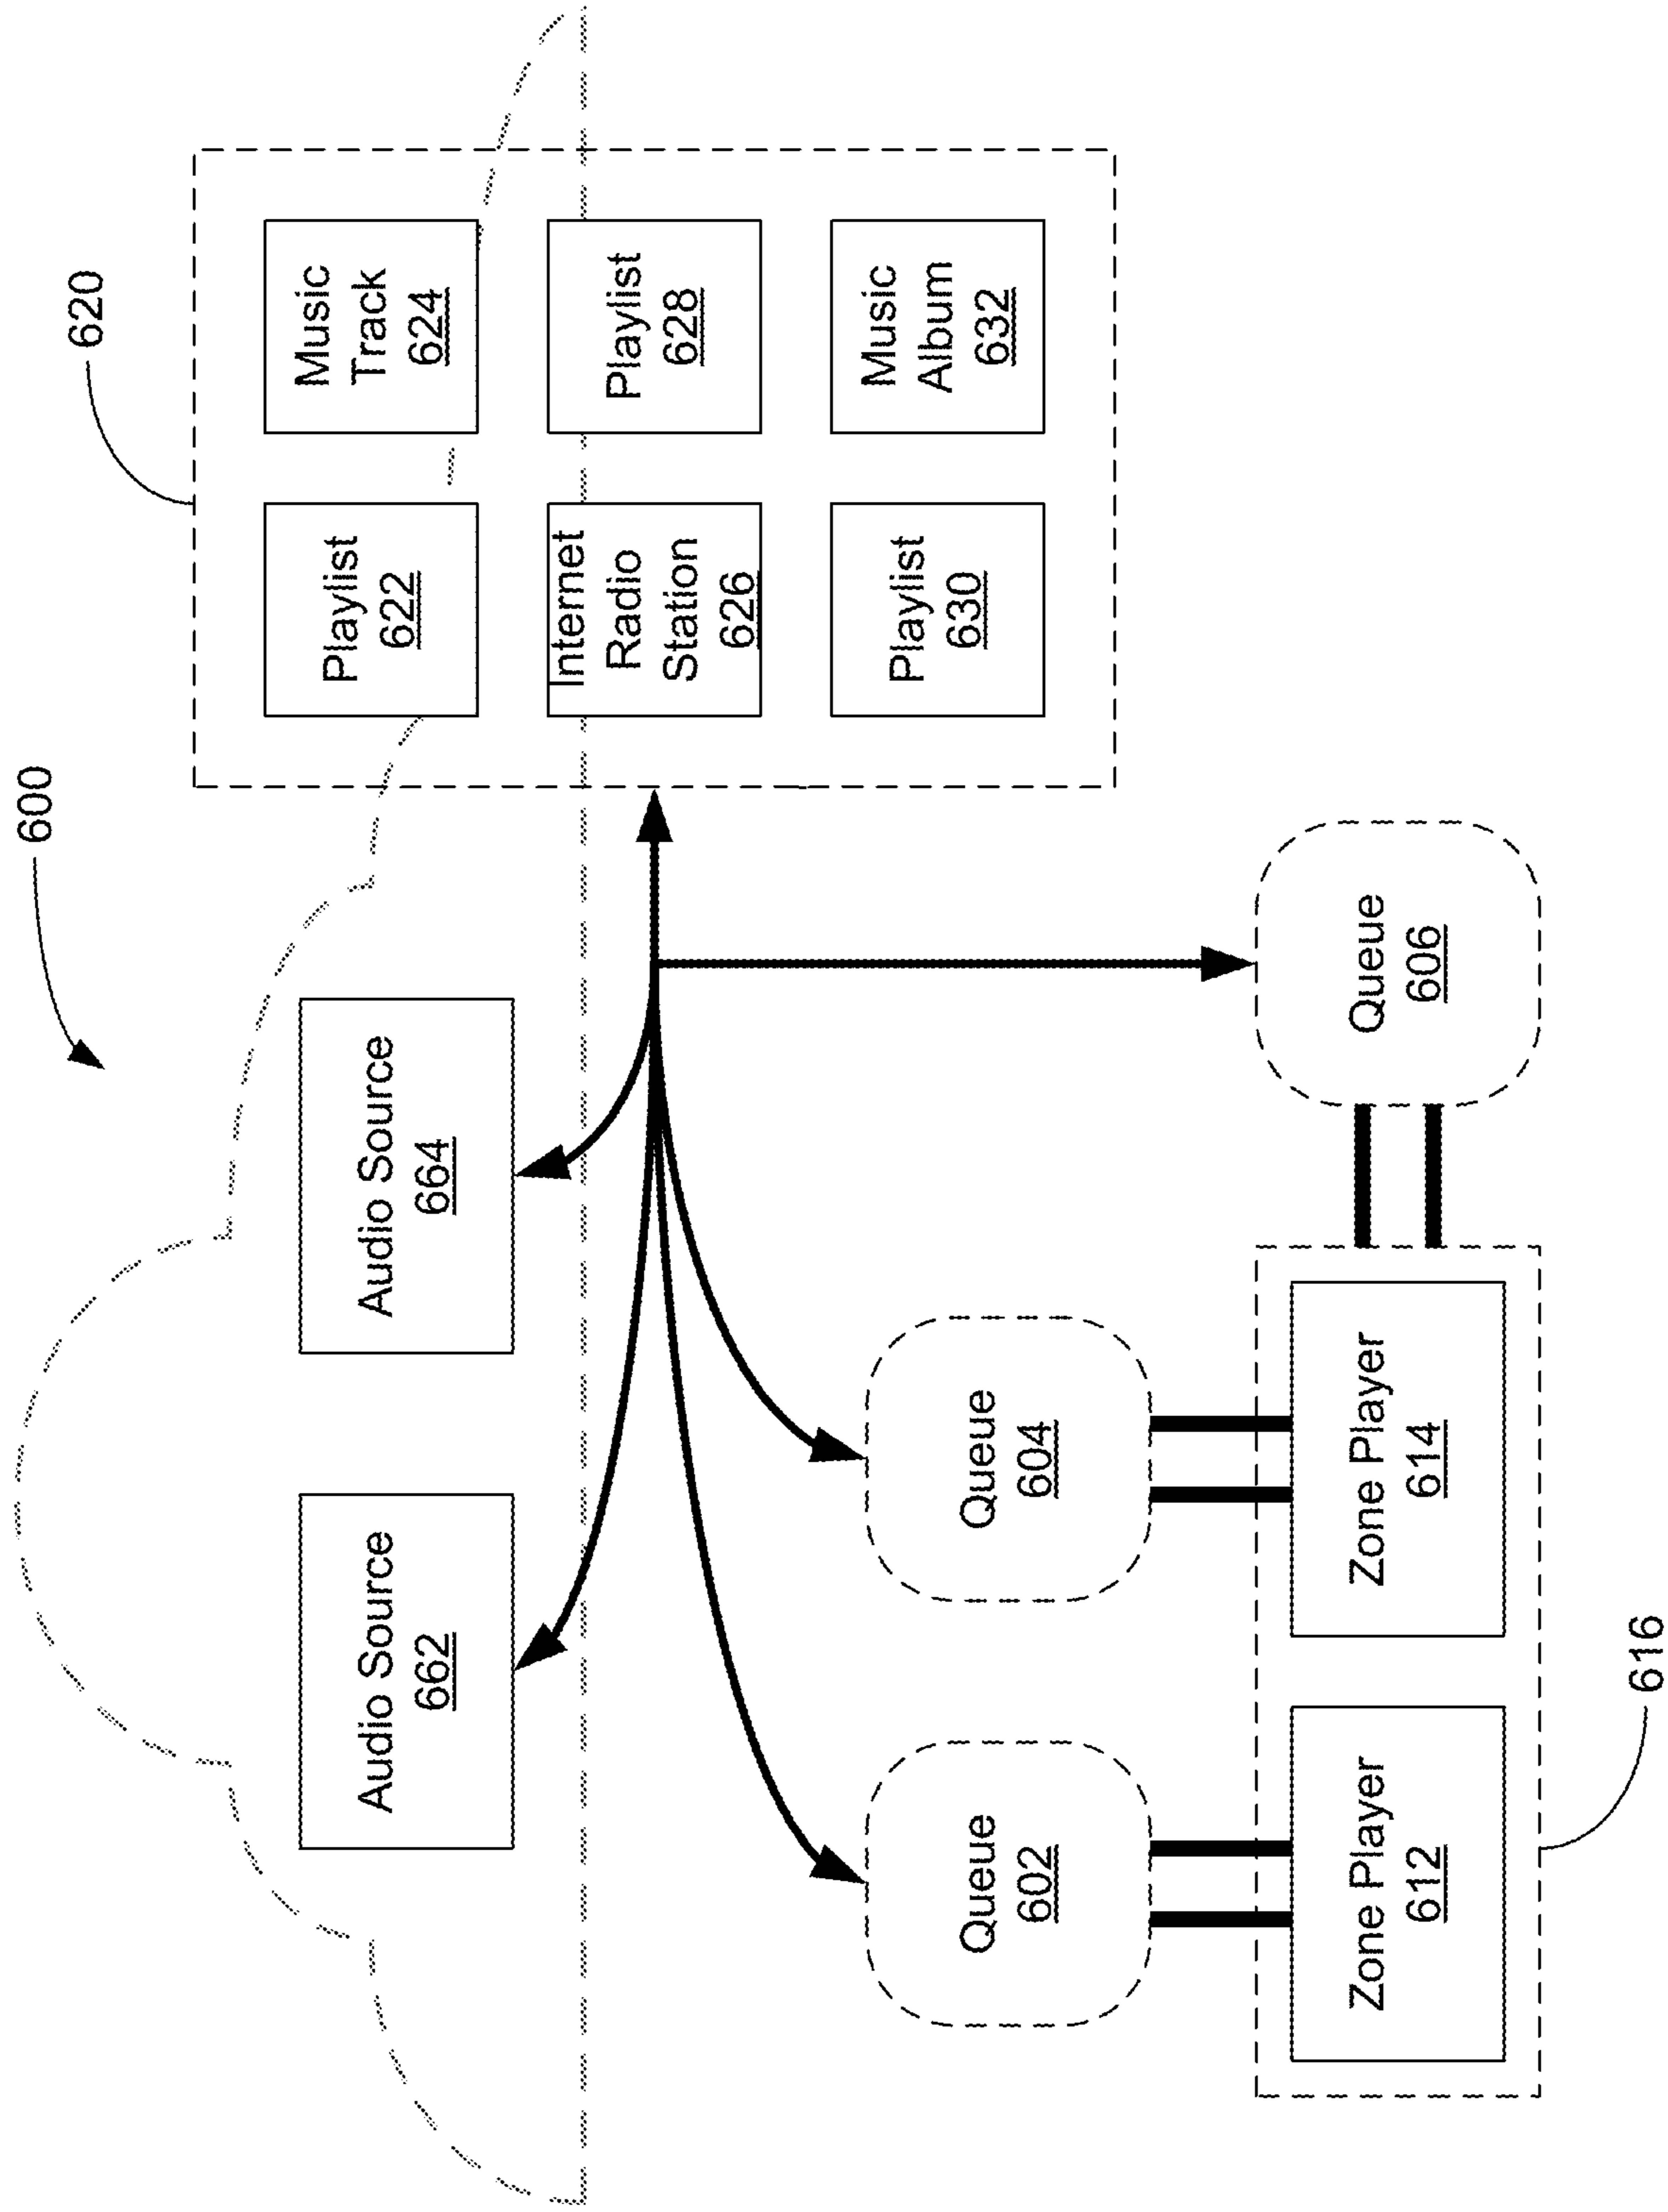 600
620
Audio Source
662
Audio Source
664
Playlist
622
Music
Track
624
Internet
Radio
Station
626
Playlist
628
Playlist
630
Music
Album
632
Queue
602
Queue
604
Queue
606
Zone Player
612
Zone Player
614
616